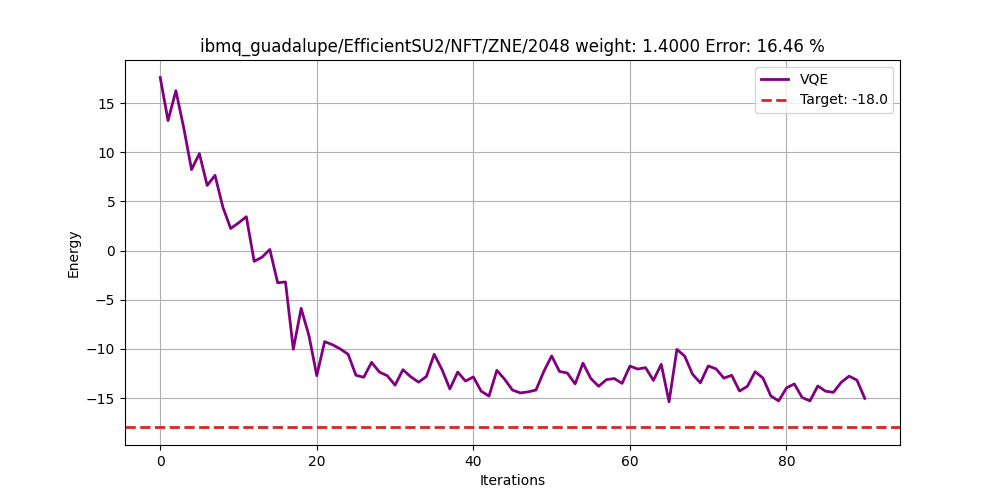 ibmq_guadalupe/EfficientSU2/NFT/ZNE/2048 weight: 1.4000 Error: 16.46 %
VQE
Target: -18.0
15
10
5
0
−5
−10
−15
Energy
0 20 40 60 80
Iterations